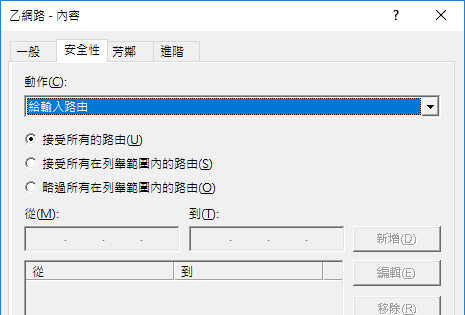 乙網路 - 內容
一般 安全性 芳鄰 進階
動作(C):
給輸入路由
接受所有的路由(U)
接受所有在列舉範圍內的路由(S)
略過所有在列舉範圍內的路由(O)
從(M): 到(T):
新增(D)
從 到 編輯(E)
移除(R)